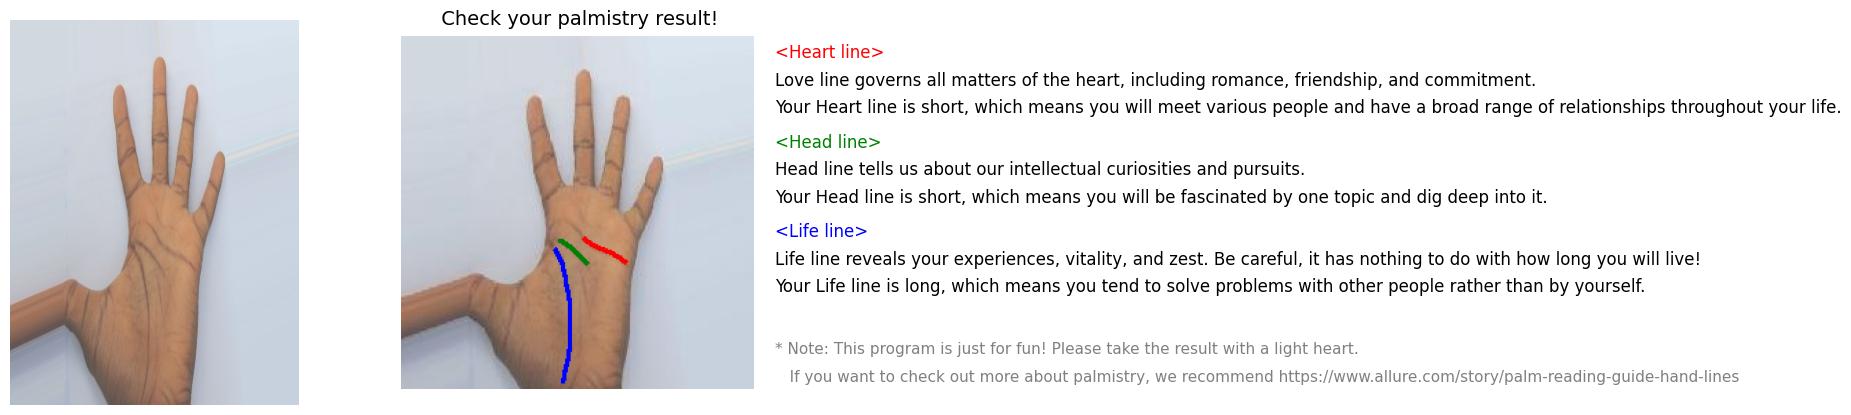 Check your palmistry result!
<Heart line>
Love line governs all matters of the heart, including romance, friendship, and commitment.
Your Heart line is short, which means you will meet various people and have a broad range of relationships throughout your life.
<Head line>
Head line tells us about our intellectual curiosities and pursuits.
Your Head line is short, which means you will be fascinated by one topic and dig deep into it.
<Life line>
Life line reveals your experiences, vitality, and zest. Be careful, it has nothing to do with how long you will live!
Your Life line is long, which means you tend to solve problems with other people rather than by yourself.
* Note: This program is just for fun! Please take the result with a light heart.
If you want to check out more about palmistry, we recommend https://www.allure.com/story/palm-reading-guide-hand-lines